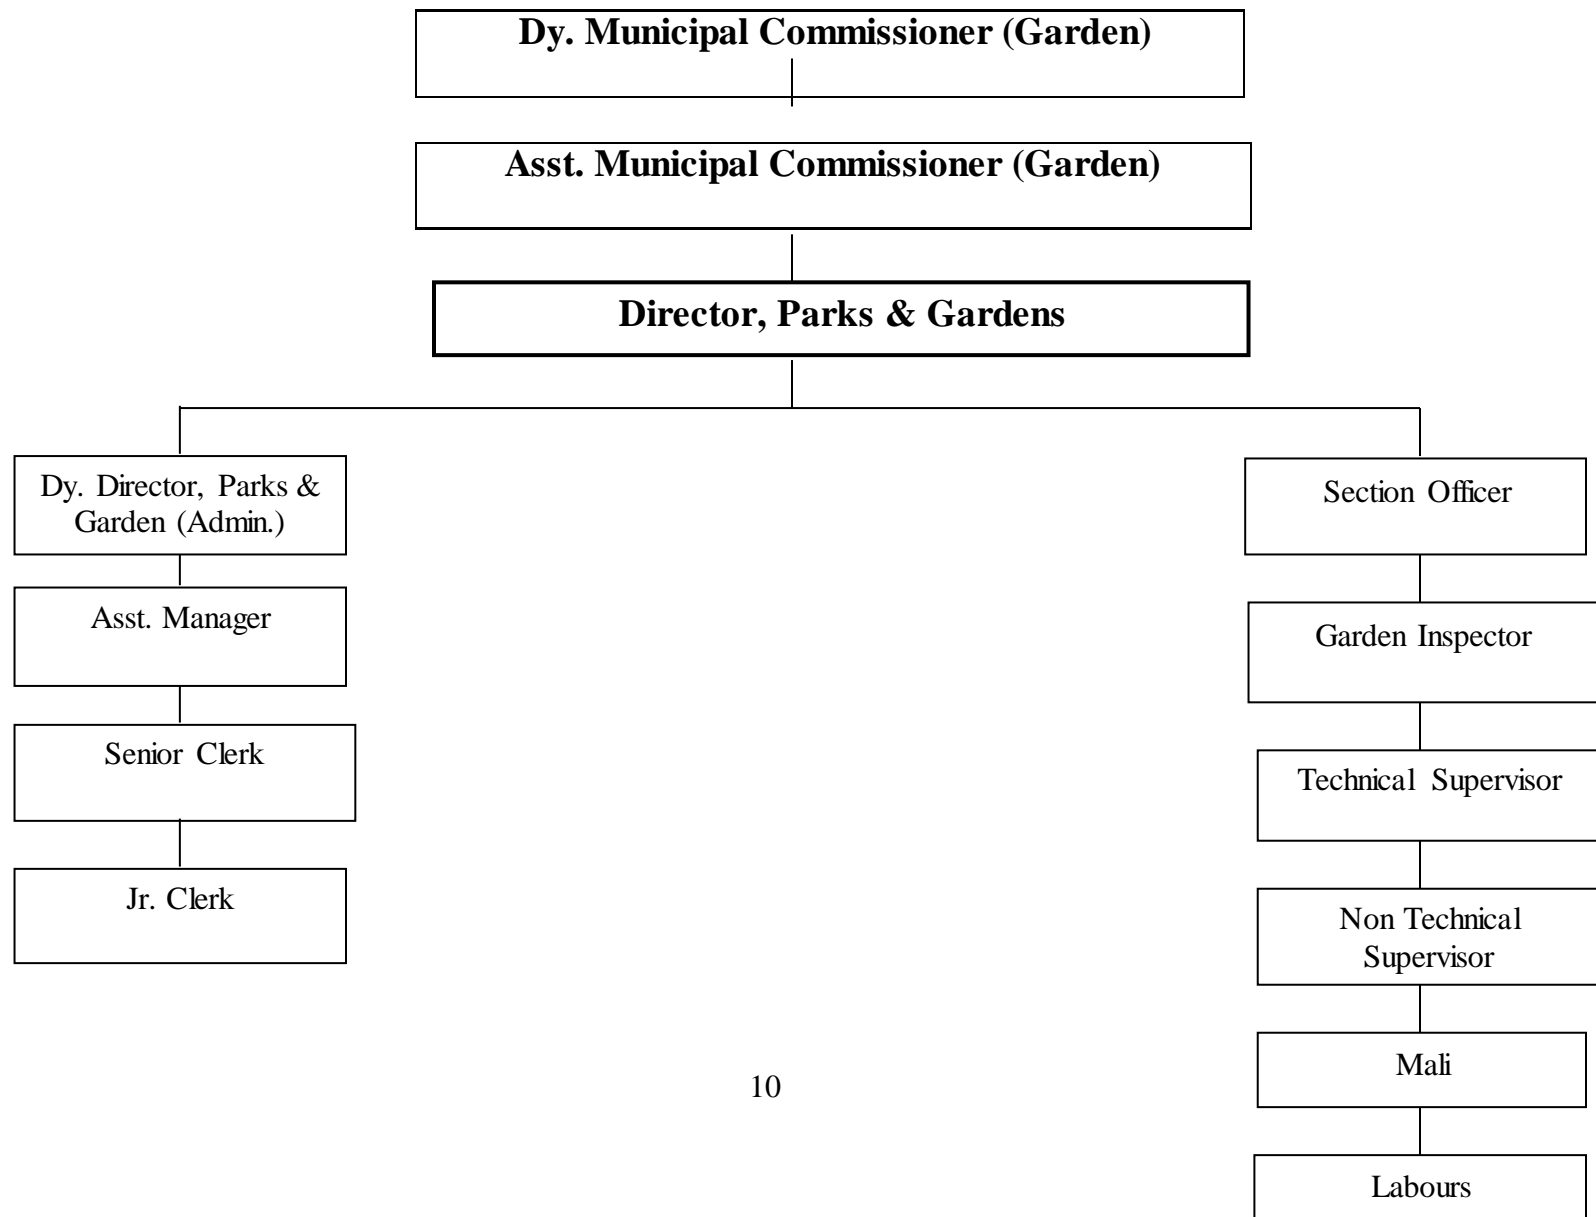 Dy. Municipal Commissioner (Garden)
Asst. Municipal Commissioner (Garden)
Director, Parks & Gardens
Dy. Director, Parks &
Garden (Admin.)
Asst. Manager
Senior Clerk
Jr. Clerk
Section Officer
Garden Inspector
Technical Supervisor
Non Technical
Supervisor
Mali
Labours
10